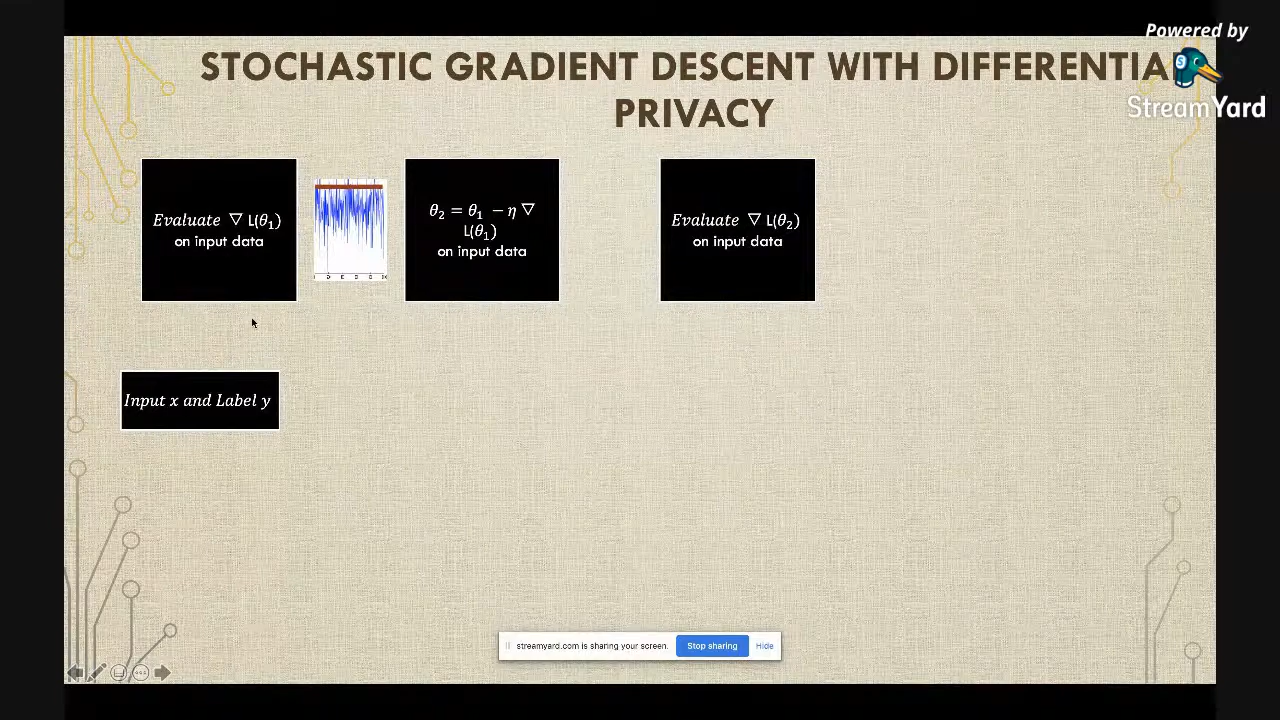 Powered by
StreamYard
STOCHASTIC GRADIENT DESCENT WITH DIFFERENTIAL
PRIVACY
Evaluate ∇ L(θ₁)
on input data
θ₂ = θ₁ − η ∇
L(θ₁)
on input data
Evaluate ∇ L(θ₂)
on input data
Input x and Label y
streamyard.com is sharing your screen.
Stop sharing
Hide